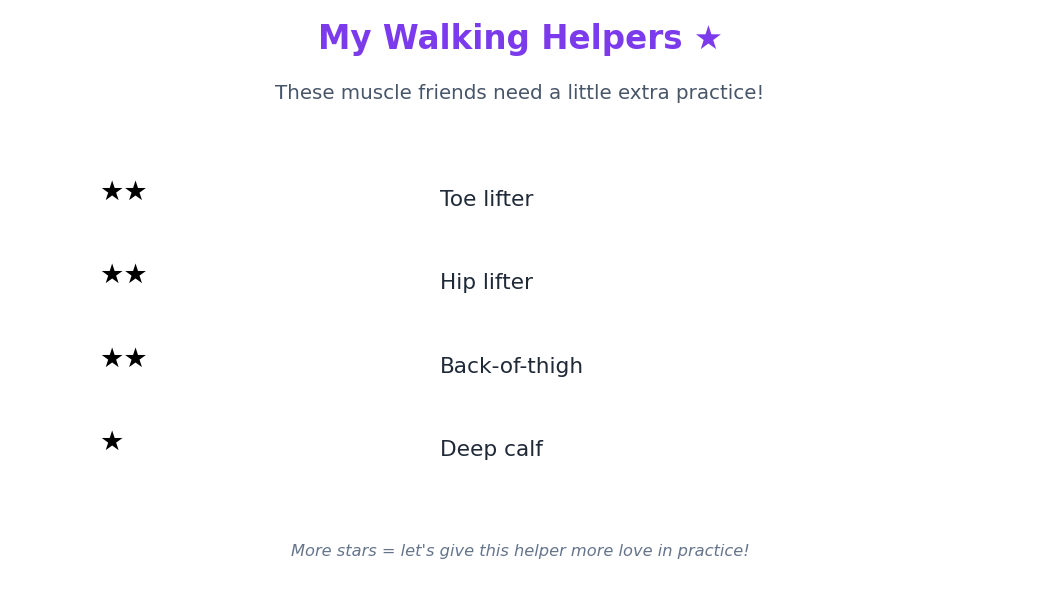 My Walking Helpers ★
These muscle friends need a little extra practice!
★★ Toe lifter
★★ Hip lifter
★★ Back-of-thigh
★ Deep calf
More stars = let's give this helper more love in practice!